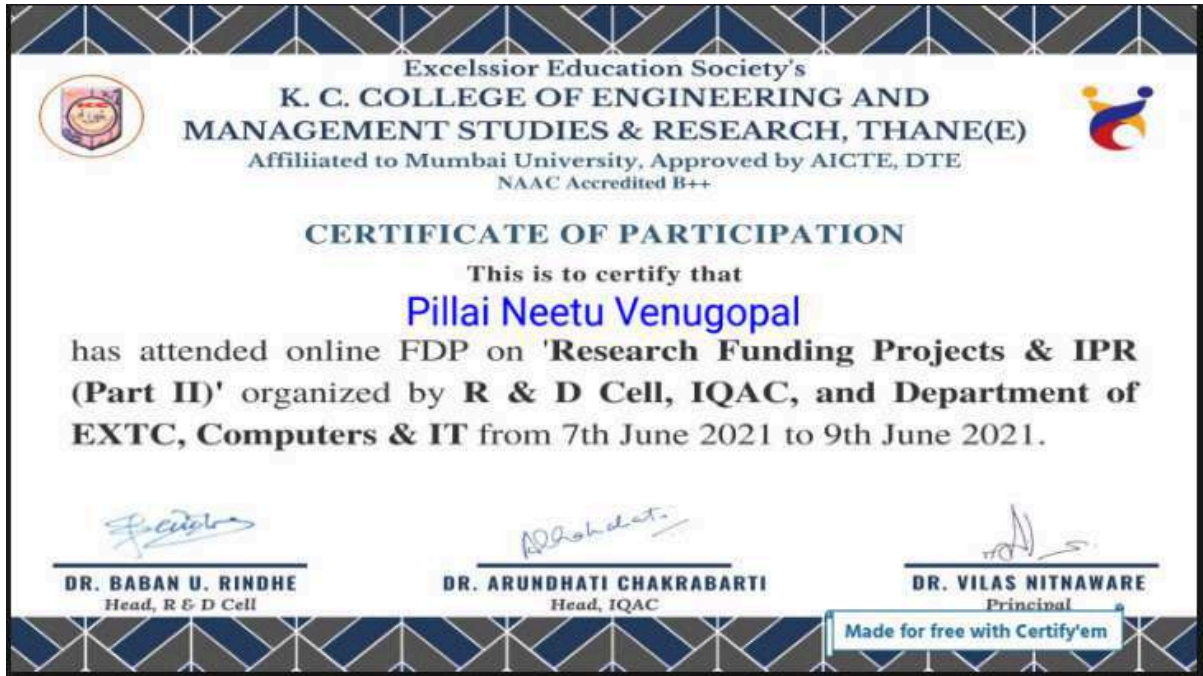 Excelssior Education Society's
K. C. COLLEGE OF ENGINEERING AND
MANAGEMENT STUDIES & RESEARCH, THANE(E)
Affiliiated to Mumbai University, Approved by AICTE, DTE
NAAC Accredited B++
CERTIFICATE OF PARTICIPATION
This is to certify that
Pillai Neetu Venugopal
has attended online FDP on 'Research Funding Projects & IPR
(Part II)' organized by R & D Cell, IQAC, and Department of
EXTC, Computers & IT from 7th June 2021 to 9th June 2021.
DR. BABAN U. RINDHE
Head, R & D Cell
DR. ARUNDHATI CHAKRABARTI
Head, IQAC
DR. VILAS NITNAWARE
Principal
Made for free with Certify'em